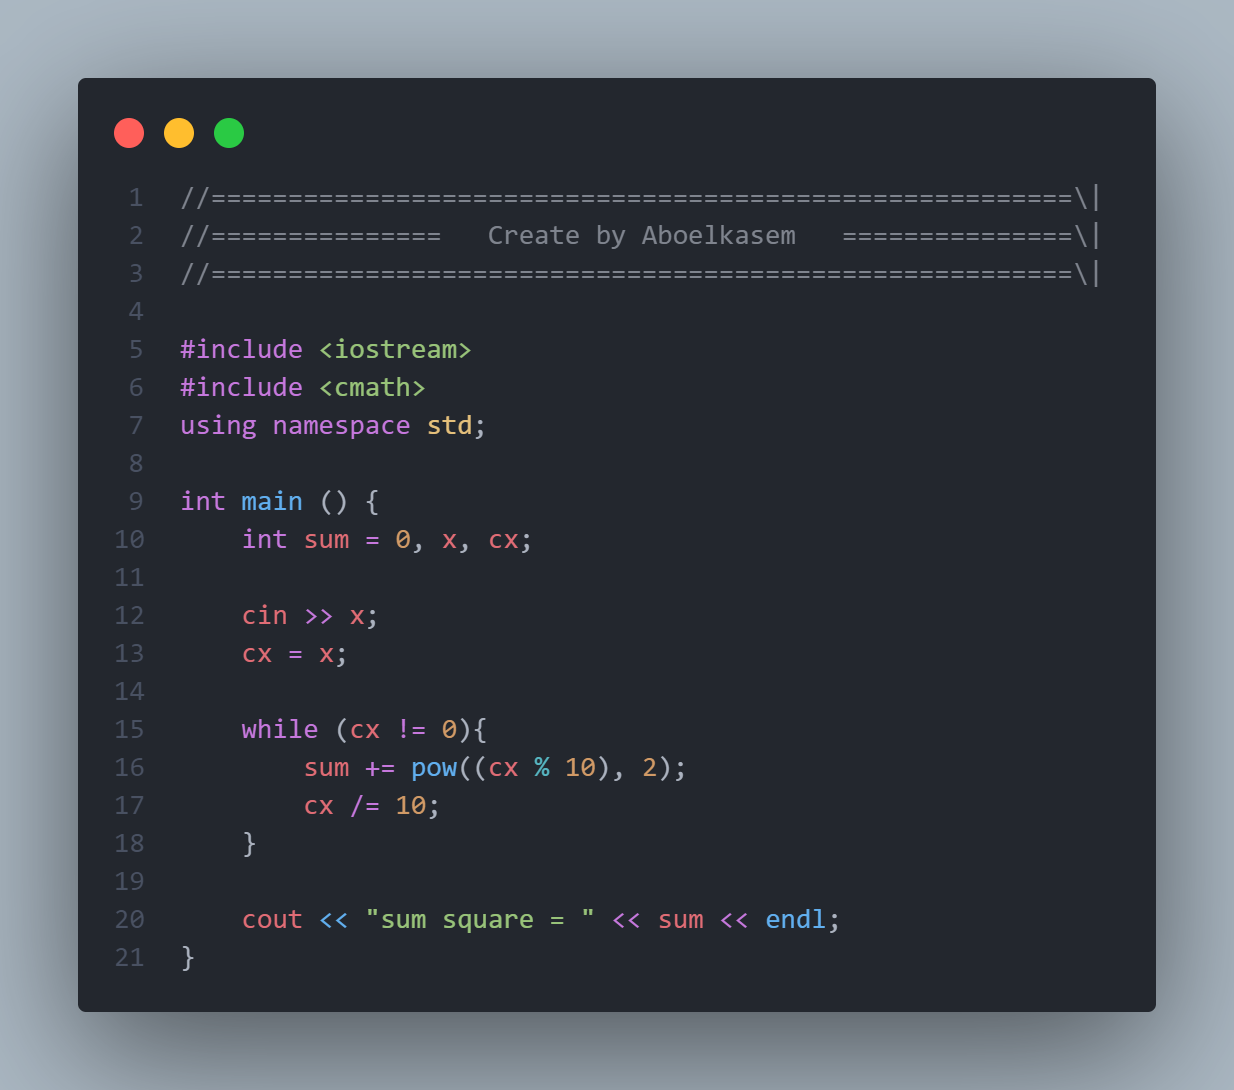 1 //========================================================\|
2 //===============   Create by Aboelkasem   ===============\|
3 //========================================================\|
4
5 #include <iostream>
6 #include <cmath>
7 using namespace std;
8
9 int main () {
10     int sum = 0, x, cx;
11
12     cin >> x;
13     cx = x;
14
15     while (cx != 0){
16         sum += pow((cx % 10), 2);
17         cx /= 10;
18     }
19
20     cout << "sum square = " << sum << endl;
21 }